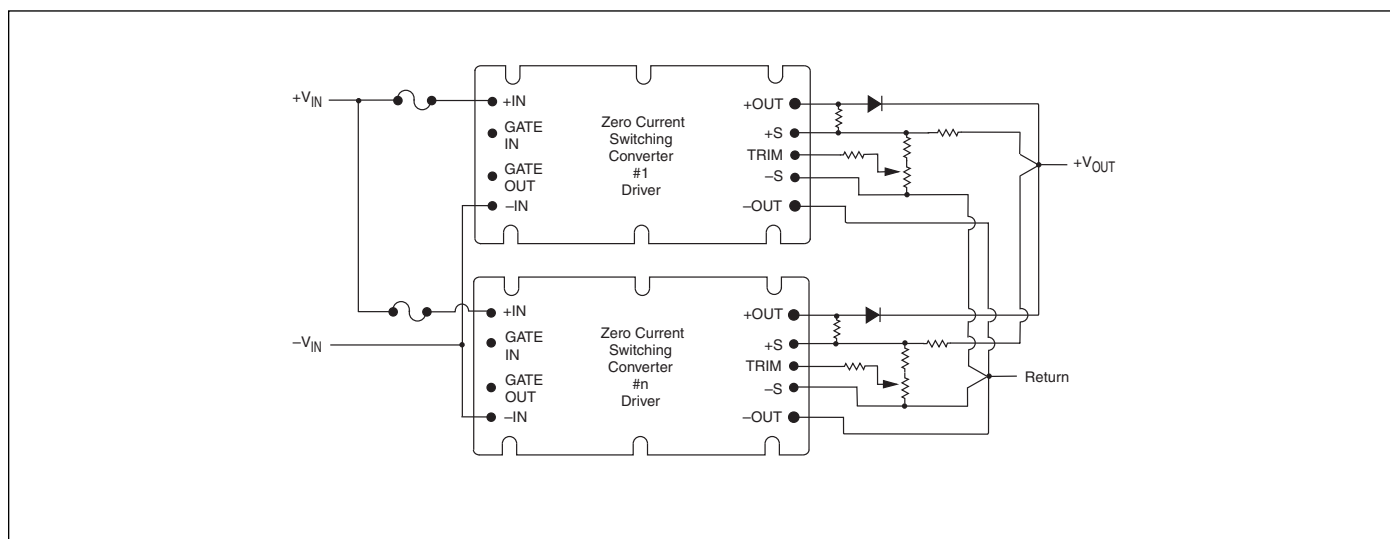 +VIN
+IN
GATE
IN
GATE
OUT
–IN
Zero Current
Switching
Converter
#1
Driver
+OUT
+S
TRIM
–S
–OUT
+VOUT
–VIN
+IN
GATE
IN
GATE
OUT
–IN
Zero Current
Switching
Converter
#n
Driver
+OUT
+S
TRIM
–S
–OUT
Return